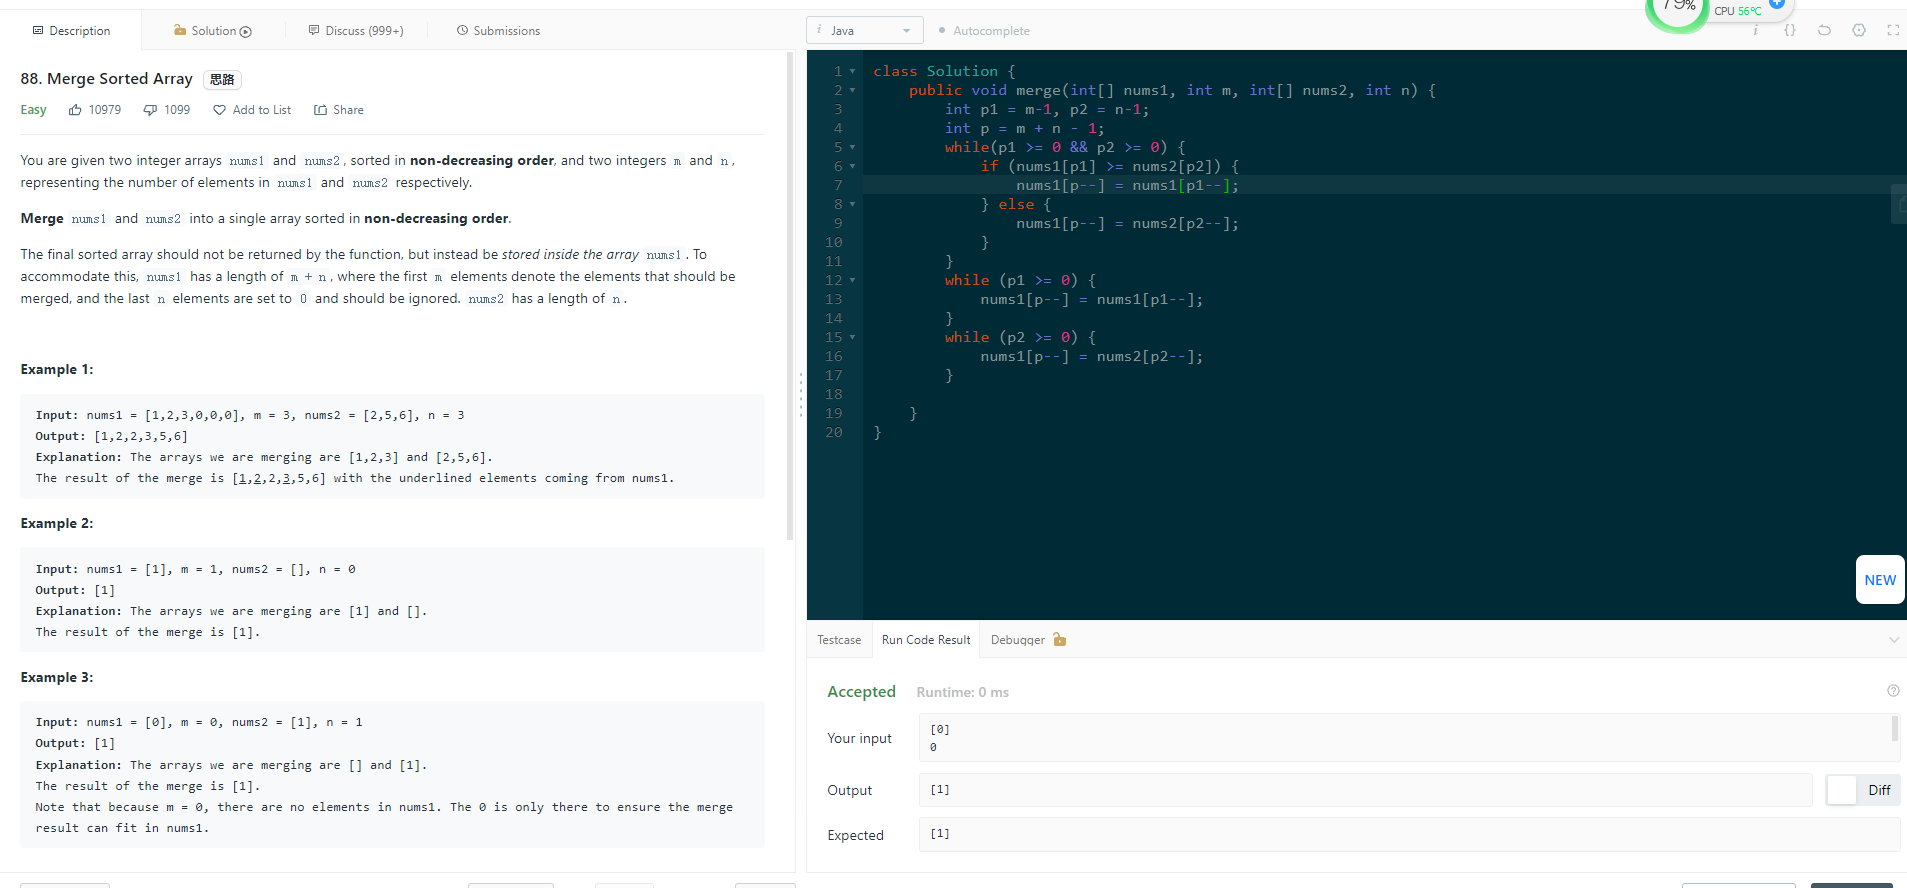 Description
Solution
Discuss (999+)
Submissions
88. Merge Sorted Array 思路
Easy 10979 1099 Add to List Share
You are given two integer arrays nums1 and nums2, sorted in non-decreasing order, and two integers m and n,
representing the number of elements in nums1 and nums2 respectively.
Merge nums1 and nums2 into a single array sorted in non-decreasing order.
The final sorted array should not be returned by the function, but instead be stored inside the array nums1. To
accommodate this, nums1 has a length of m + n, where the first m elements denote the elements that should be
merged, and the last n elements are set to 0 and should be ignored. nums2 has a length of n.
Example 1:
Input: nums1 = [1,2,3,0,0,0], m = 3, nums2 = [2,5,6], n = 3
Output: [1,2,2,3,5,6]
Explanation: The arrays we are merging are [1,2,3] and [2,5,6].
The result of the merge is [1,2,2,3,5,6] with the underlined elements coming from nums1.
Example 2:
Input: nums1 = [1], m = 1, nums2 = [], n = 0
Output: [1]
Explanation: The arrays we are merging are [1] and [].
The result of the merge is [1].
Example 3:
Input: nums1 = [0], m = 0, nums2 = [1], n = 1
Output: [1]
Explanation: The arrays we are merging are [] and [1].
The result of the merge is [1].
Note that because m = 0, there are no elements in nums1. The 0 is only there to ensure the merge
result can fit in nums1.
i Java
Autocomplete
79%
CPU 56℃
i {}
1 class Solution {
2     public void merge(int[] nums1, int m, int[] nums2, int n) {
3         int p1 = m-1, p2 = n-1;
4         int p = m + n - 1;
5         while(p1 >= 0 && p2 >= 0) {
6             if (nums1[p1] >= nums2[p2]) {
7                 nums1[p--] = nums1[p1--];
8             } else {
9                 nums1[p--] = nums2[p2--];
10             }
11         }
12         while (p1 >= 0) {
13             nums1[p--] = nums1[p1--];
14         }
15         while (p2 >= 0) {
16             nums1[p--] = nums2[p2--];
17         }
18
19     }
20 }
NEW
Testcase
Run Code Result
Debugger
Accepted Runtime: 0 ms
Your input
[0]
0
Output
[1]
Diff
Expected
[1]